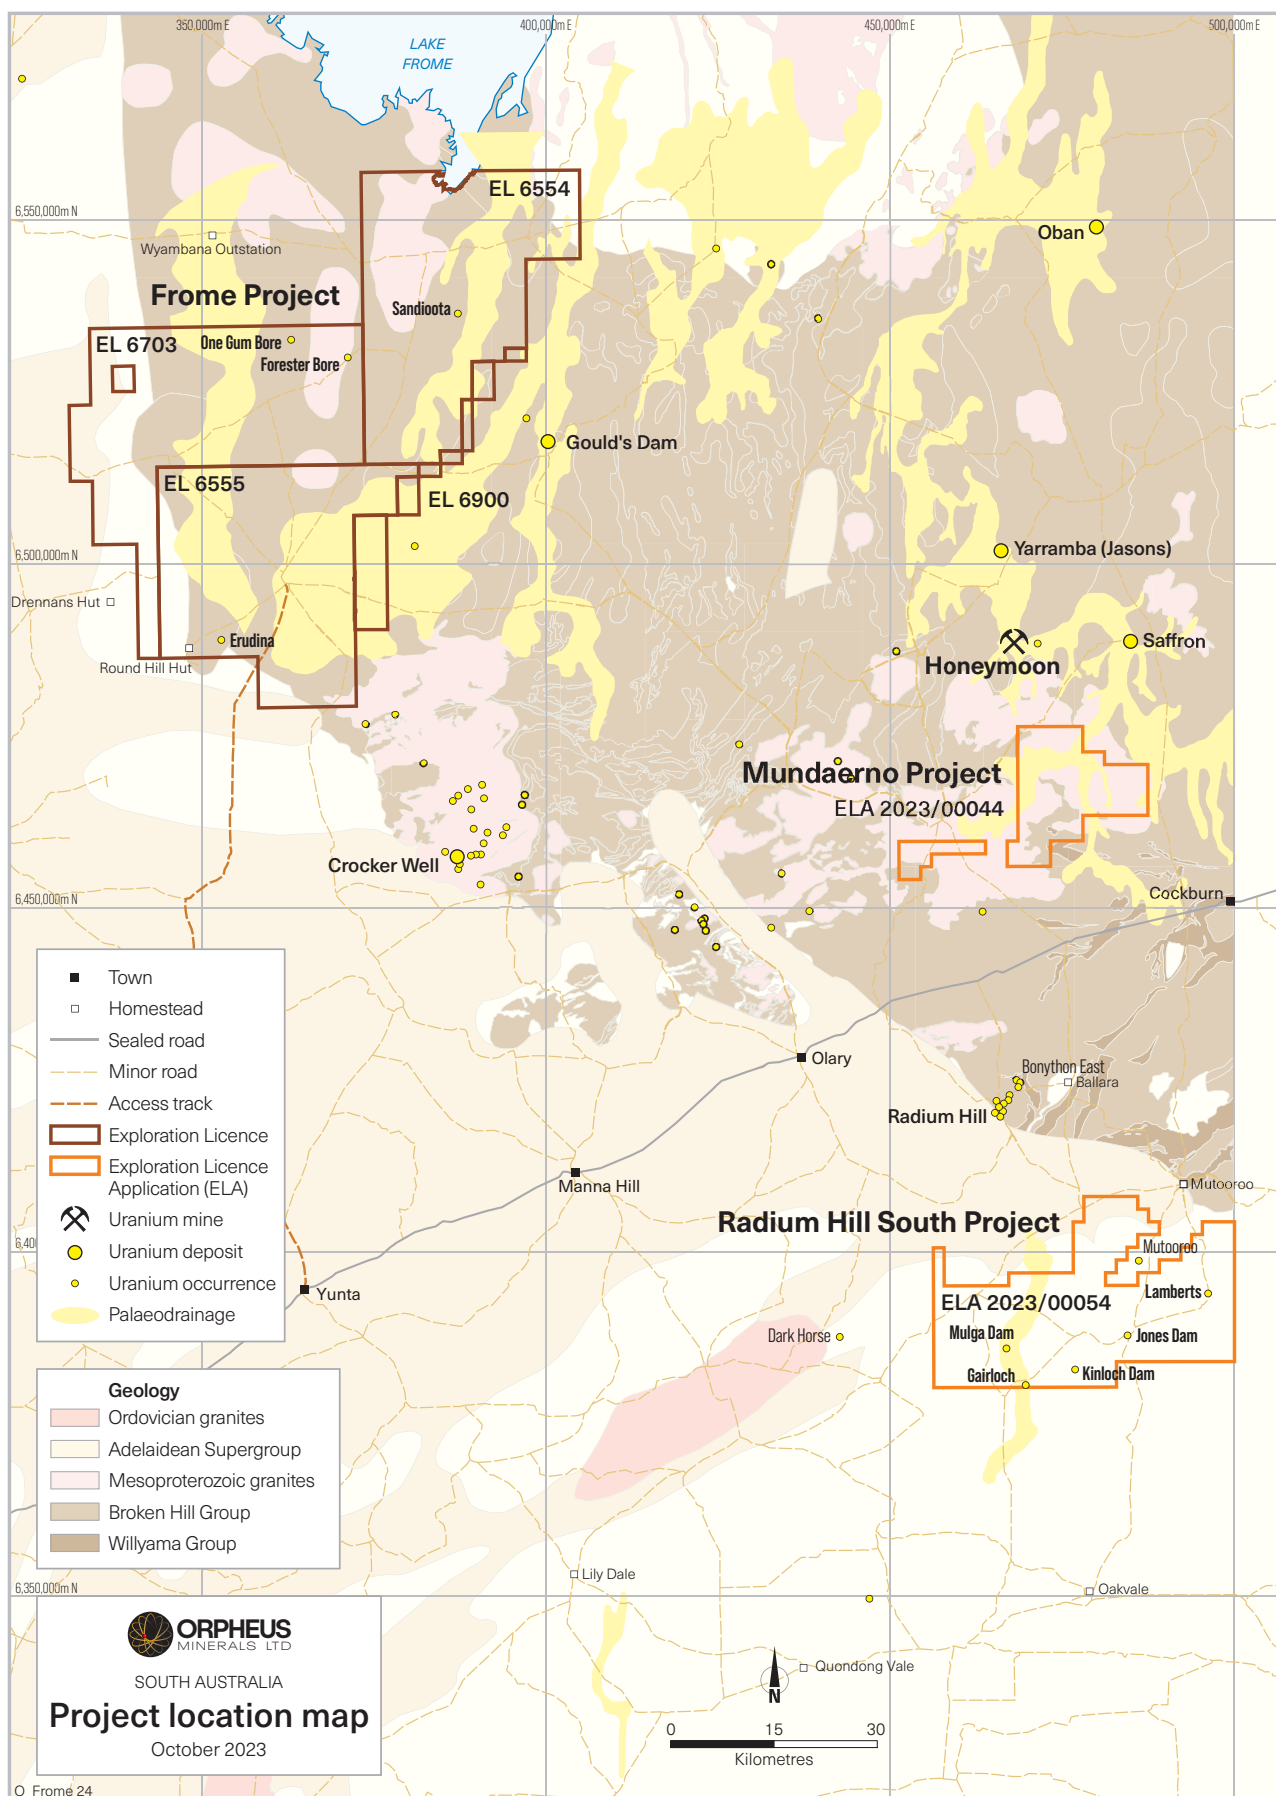 350,000m E
400,000m E
450,000m E
500,000m E
LAKE
FROME
EL 6554
6,550,000m N
Wyambana Outstation
Oban
Frome Project
Sandioota
EL 6703
One Gum Bore
Forester Bore
Gould's Dam
EL 6555
EL 6900
6,500,000m N
Yarramba (Jasons)
Drennans Hut
Erudina
Round Hill Hut
Honeymoon
Saffron
Mundaerno Project
ELA 2023/00044
Crocker Well
6,450,000m N
Cockburn
Olary
Bonython East
Ballara
Radium Hill
Manna Hill
Mutooroo
Radium Hill South Project
6,400
Mutooroo
Yunta
ELA 2023/00054
Lamberts
Dark Horse
Mulga Dam
Jones Dam
Gairloch
Kinloch Dam
Town
Homestead
Sealed road
Minor road
Access track
Exploration Licence
Exploration Licence
Application (ELA)
Uranium mine
Uranium deposit
Uranium occurrence
Palaeodrainage
Geology
Ordovician granites
Adelaidean Supergroup
Mesoproterozoic granites
Broken Hill Group
Willyama Group
Lily Dale
6,350,000m N
Oakvale
Quondong Vale
N
0 15 30
Kilometres
ORPHEUS
MINERALS LTD
SOUTH AUSTRALIA
Project location map
October 2023
O_Frome 24